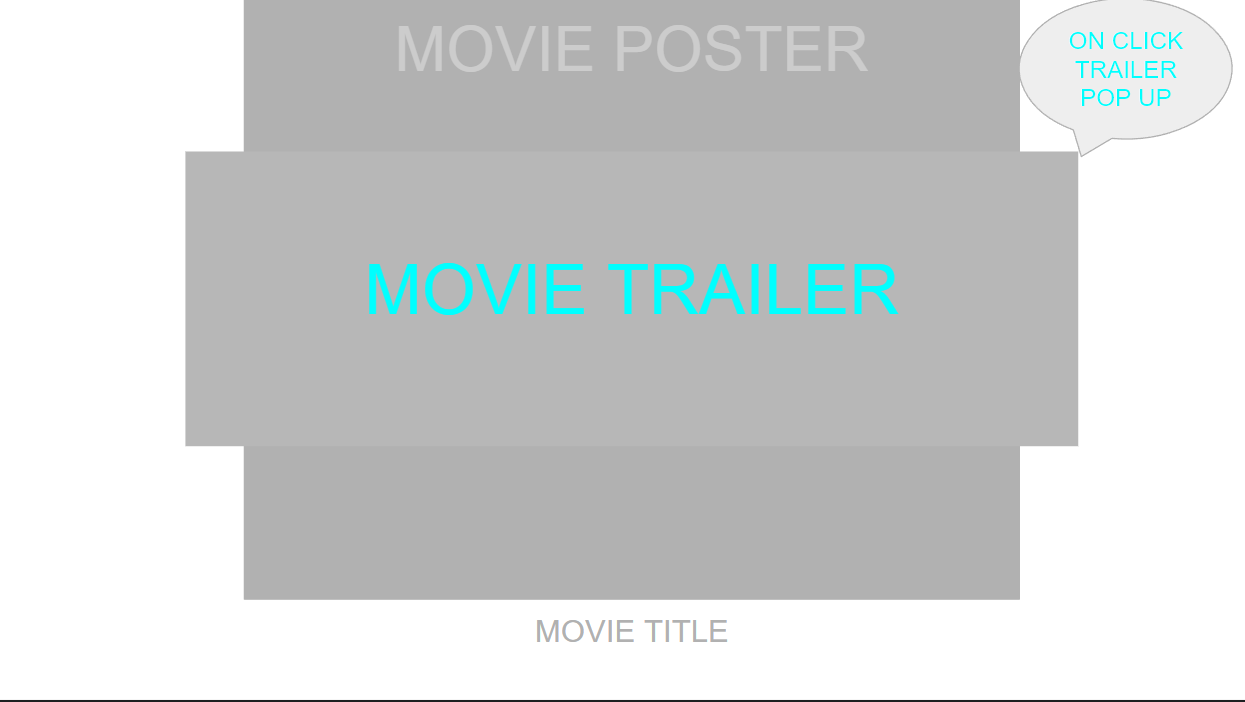 MOVIE POSTER
ON CLICK
TRAILER
POP UP
MOVIE TRAILER
MOVIE TITLE